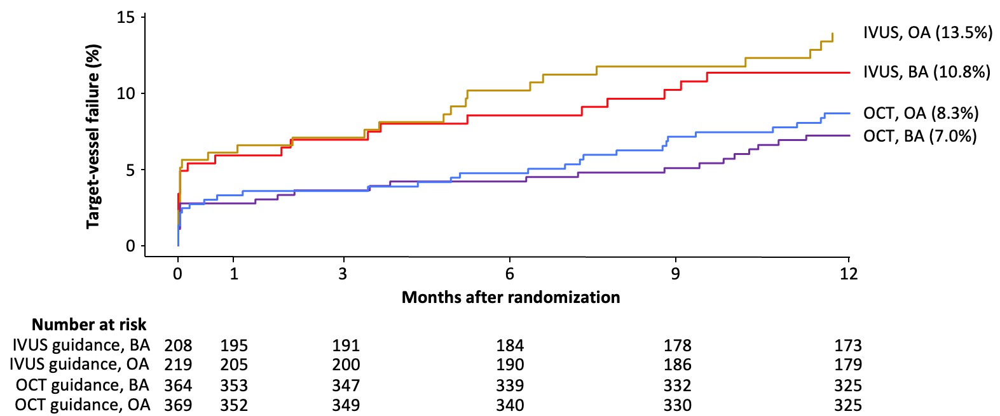 Target-vessel failure (%)
15
10
5
0
IVUS, OA (13.5%)
IVUS, BA (10.8%)
OCT, OA (8.3%)
OCT, BA (7.0%)
0 1 3 6 9 12
Months after randomization
Number at risk
IVUS guidance, BA 208 195 191 184 178 173
IVUS guidance, OA 219 205 200 190 186 179
OCT guidance, BA 364 353 347 339 332 325
OCT guidance, OA 369 352 349 340 330 325